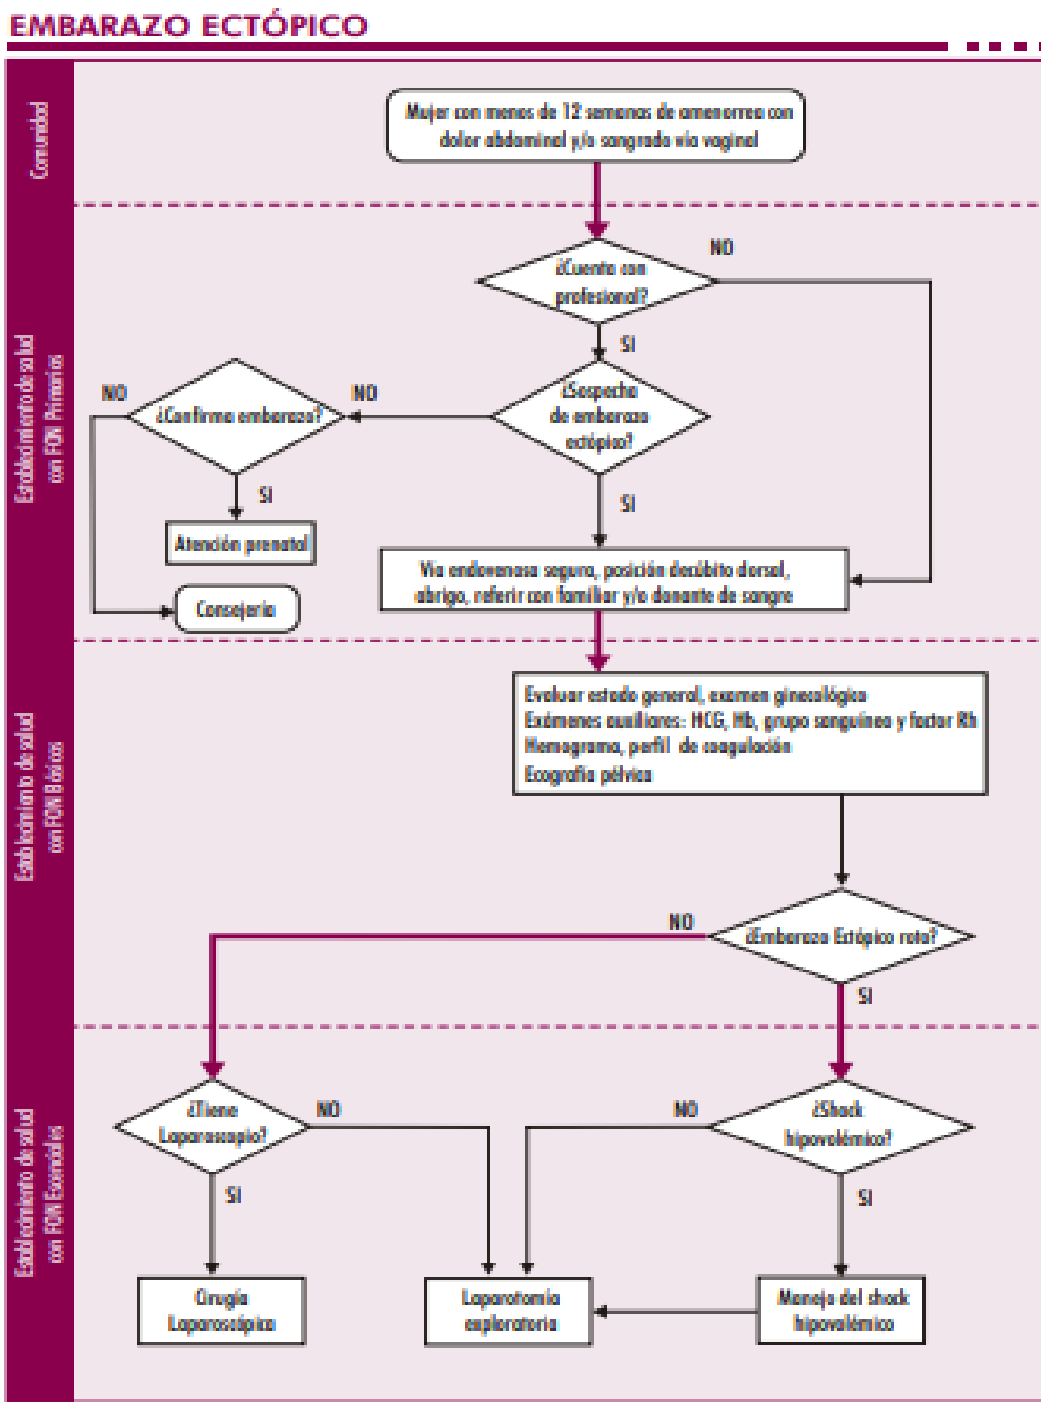 EMBARAZO ECTÓPICO
Comunidad
Mujer con menos de 12 semanas de amenorrea con
dolor abdominal y/o sangrado vía vaginal
Establecimiento de salud
con FON Primarias
¿Cuenta con
profesional?
NO
SI
¿Sospecha
de embarazo
ectópico?
NO
¿Confirma embarazo?
NO
SI
SI
Atención prenatal
Consejería
Vía endovenosa segura, posición decúbito dorsal,
abrigo, referir con familiar y/o donante de sangre
Establecimiento de salud
con FON Básicas
Evaluar estado general, examen ginecológico
Exámenes auxiliares: HCG, Hb, grupo sanguíneo y factor Rh
Hemograma, perfil de coagulación
Ecografía pélvica
¿Embarazo Ectópico roto?
NO
SI
Establecimiento de salud
con FON Esenciales
¿Tiene
Laparoscopio?
NO
SI
¿Shock
hipovolémico?
NO
SI
Cirugía
Laparoscópica
Laparotomía
exploratoria
Manejo del shock
hipovolémico